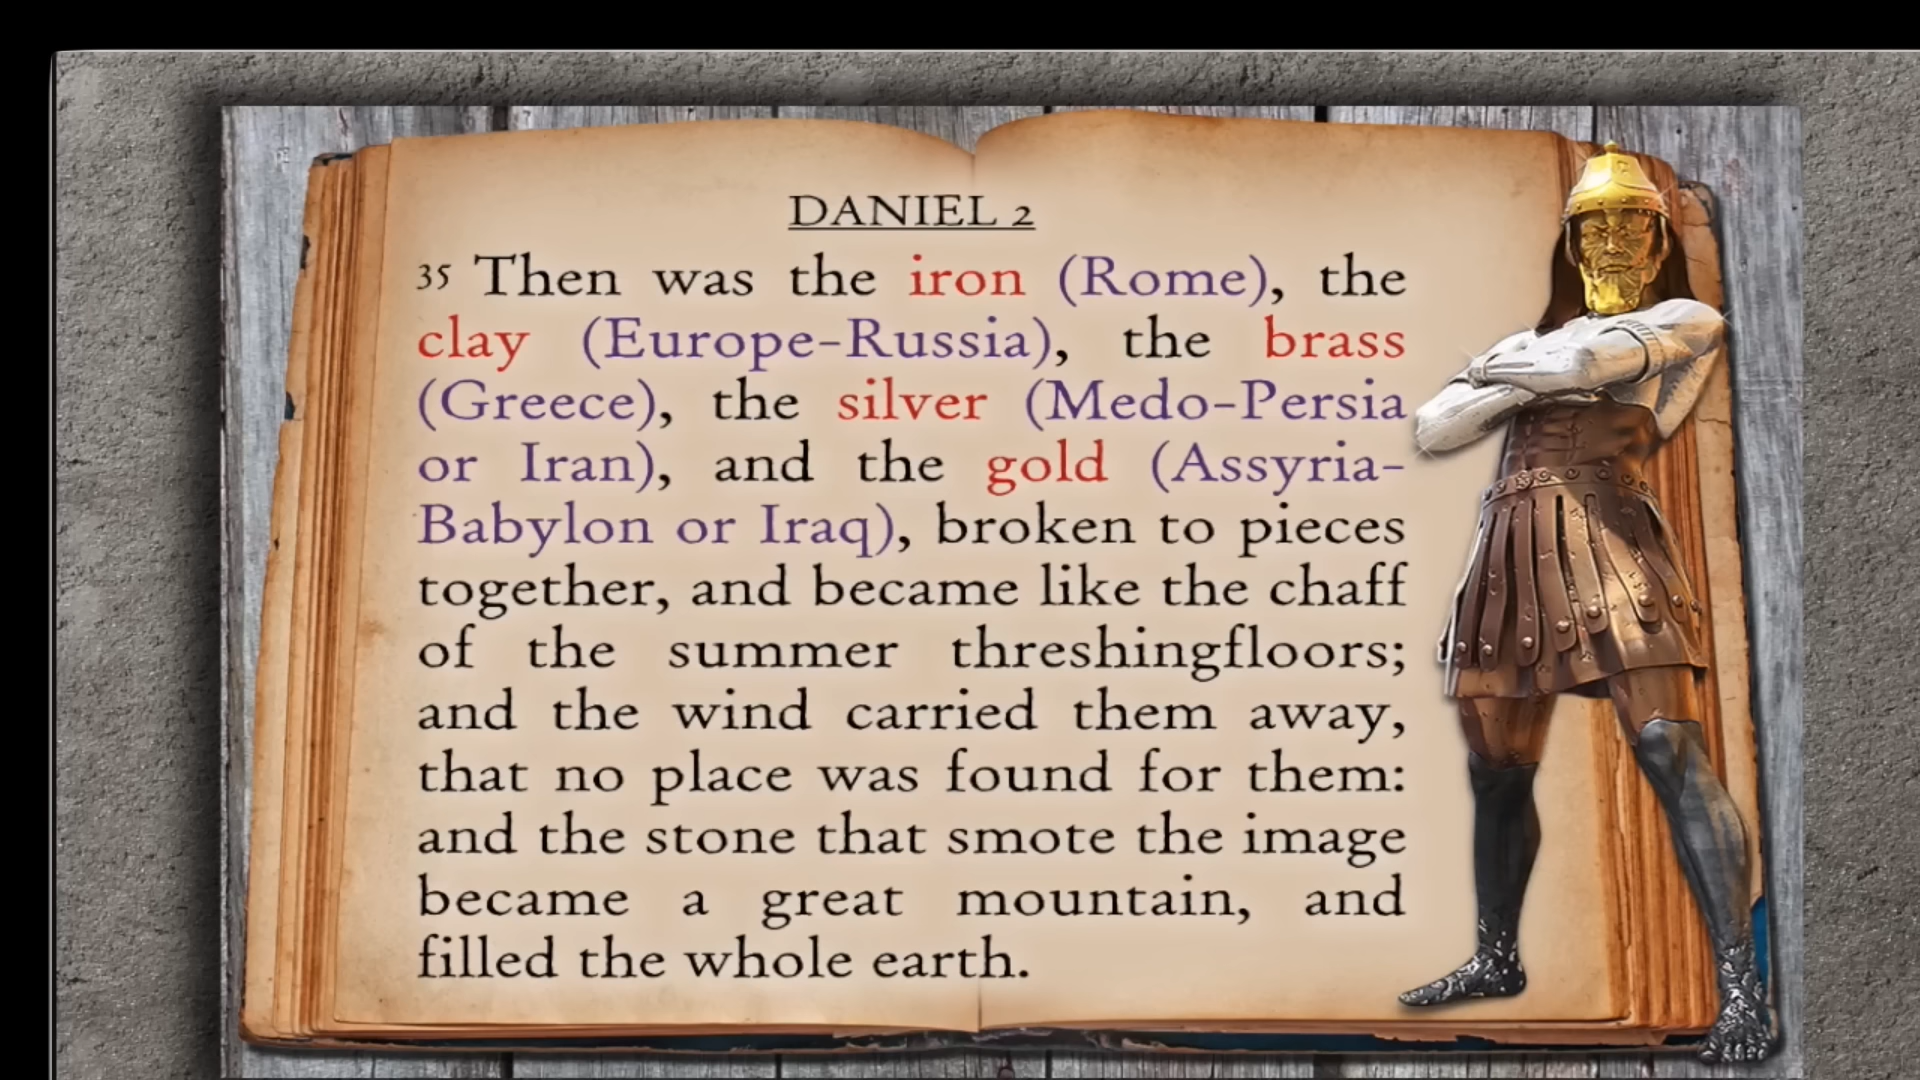 DANIEL 2
35 Then was the iron (Rome), the
clay (Europe-Russia), the brass
(Greece), the silver (Medo-Persia
or Iran), and the gold (Assyria-
Babylon or Iraq), broken to pieces
together, and became like the chaff
of the summer threshingfloors;
and the wind carried them away,
that no place was found for them:
and the stone that smote the image
became a great mountain, and
filled the whole earth.